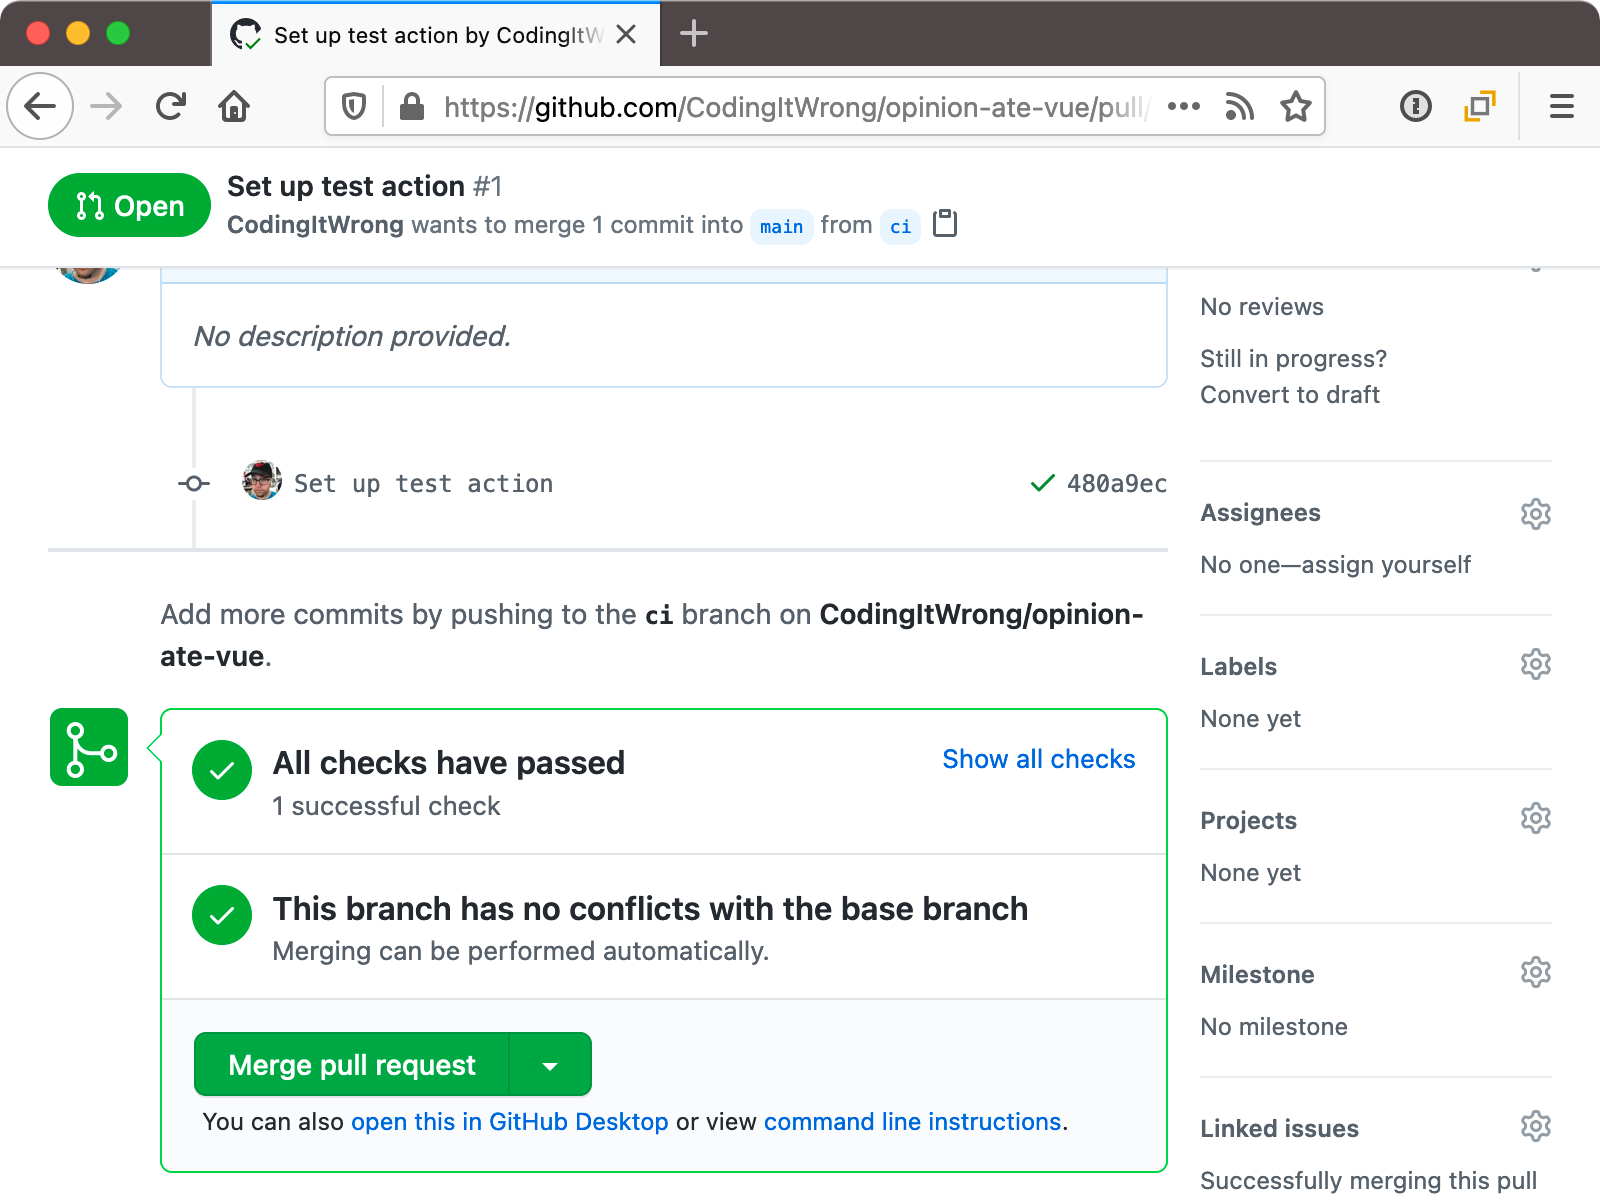 Set up test action by CodingItW
https://github.com/CodingItWrong/opinion-ate-vue/pull/
Open
Set up test action #1
CodingItWrong wants to merge 1 commit into main from ci
No description provided.
Set up test action
480a9ec
Add more commits by pushing to the ci branch on CodingItWrong/opinion-
ate-vue.
All checks have passed
Show all checks
1 successful check
This branch has no conflicts with the base branch
Merging can be performed automatically.
Merge pull request
You can also open this in GitHub Desktop or view command line instructions.
No reviews
Still in progress?
Convert to draft
Assignees
No one—assign yourself
Labels
None yet
Projects
None yet
Milestone
No milestone
Linked issues
Successfully merging this pull